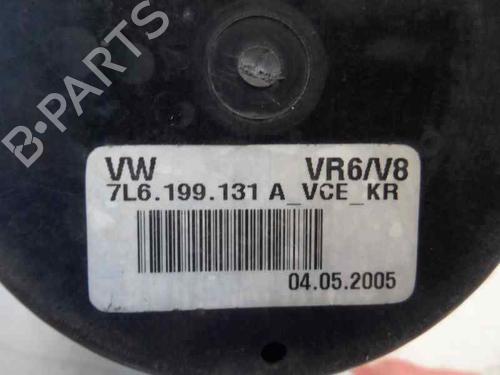 B-PARTS
VW VR6/V8
7L6.199.131 A_VCE_KR
04.05.2005